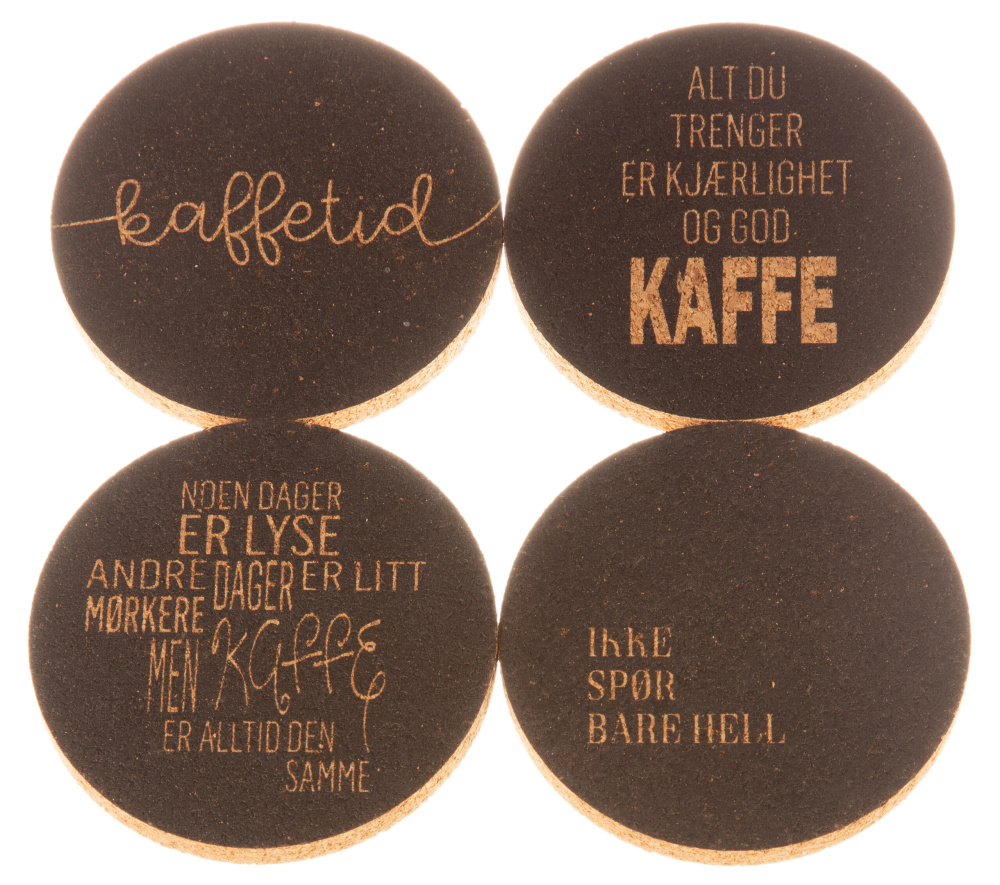 kaffetid
ALT DU
TRENGER
ER KJÆRLIGHET
OG GOD
KAFFE
NOEN DAGER
ER LYSE
ANDRE DAGER ER LITT
MØRKERE
MEN KAFFE
ER ALLTID DEN
SAMME
IKKE
SPØR
BARE HELL